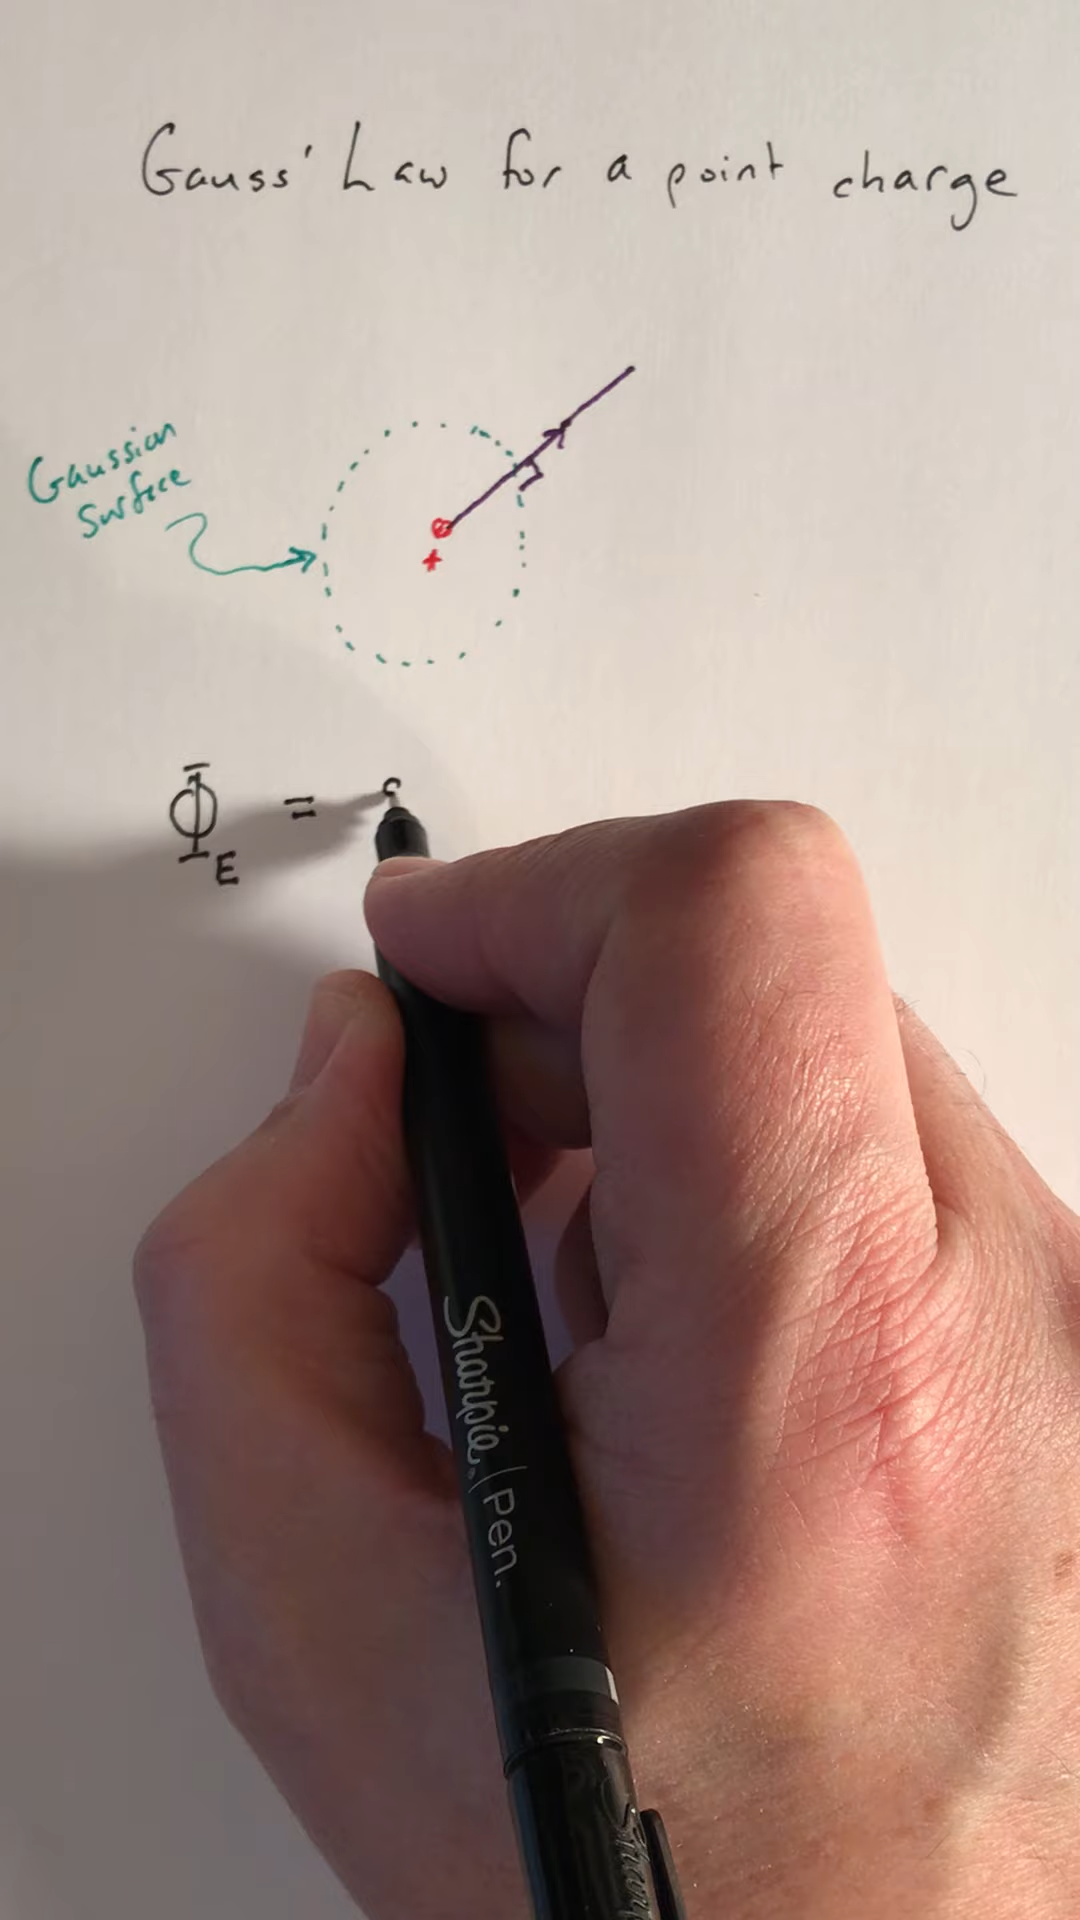 Gauss' Law for a point charge
Gaussian
Surface
+
Φ_E =
Sharpie. | Pen.